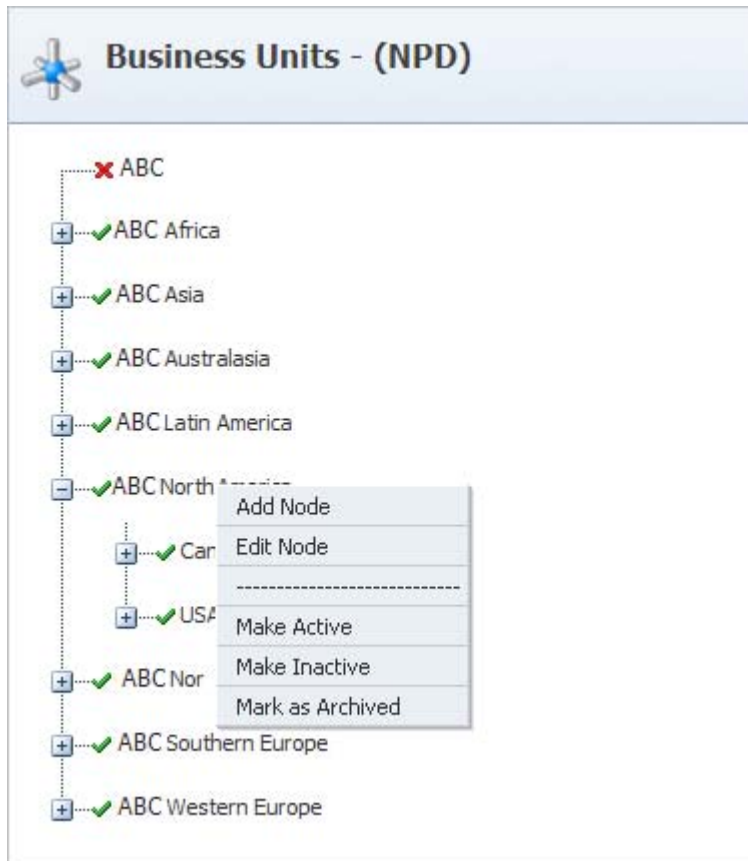 Business Units - (NPD)
ABC
ABC Africa
ABC Asia
ABC Australasia
ABC Latin America
ABC North
Add Node
Edit Node
---------------------------
Make Active
Make Inactive
Mark as Archived
USA
ABC
ABC Southern Europe
ABC Western Europe